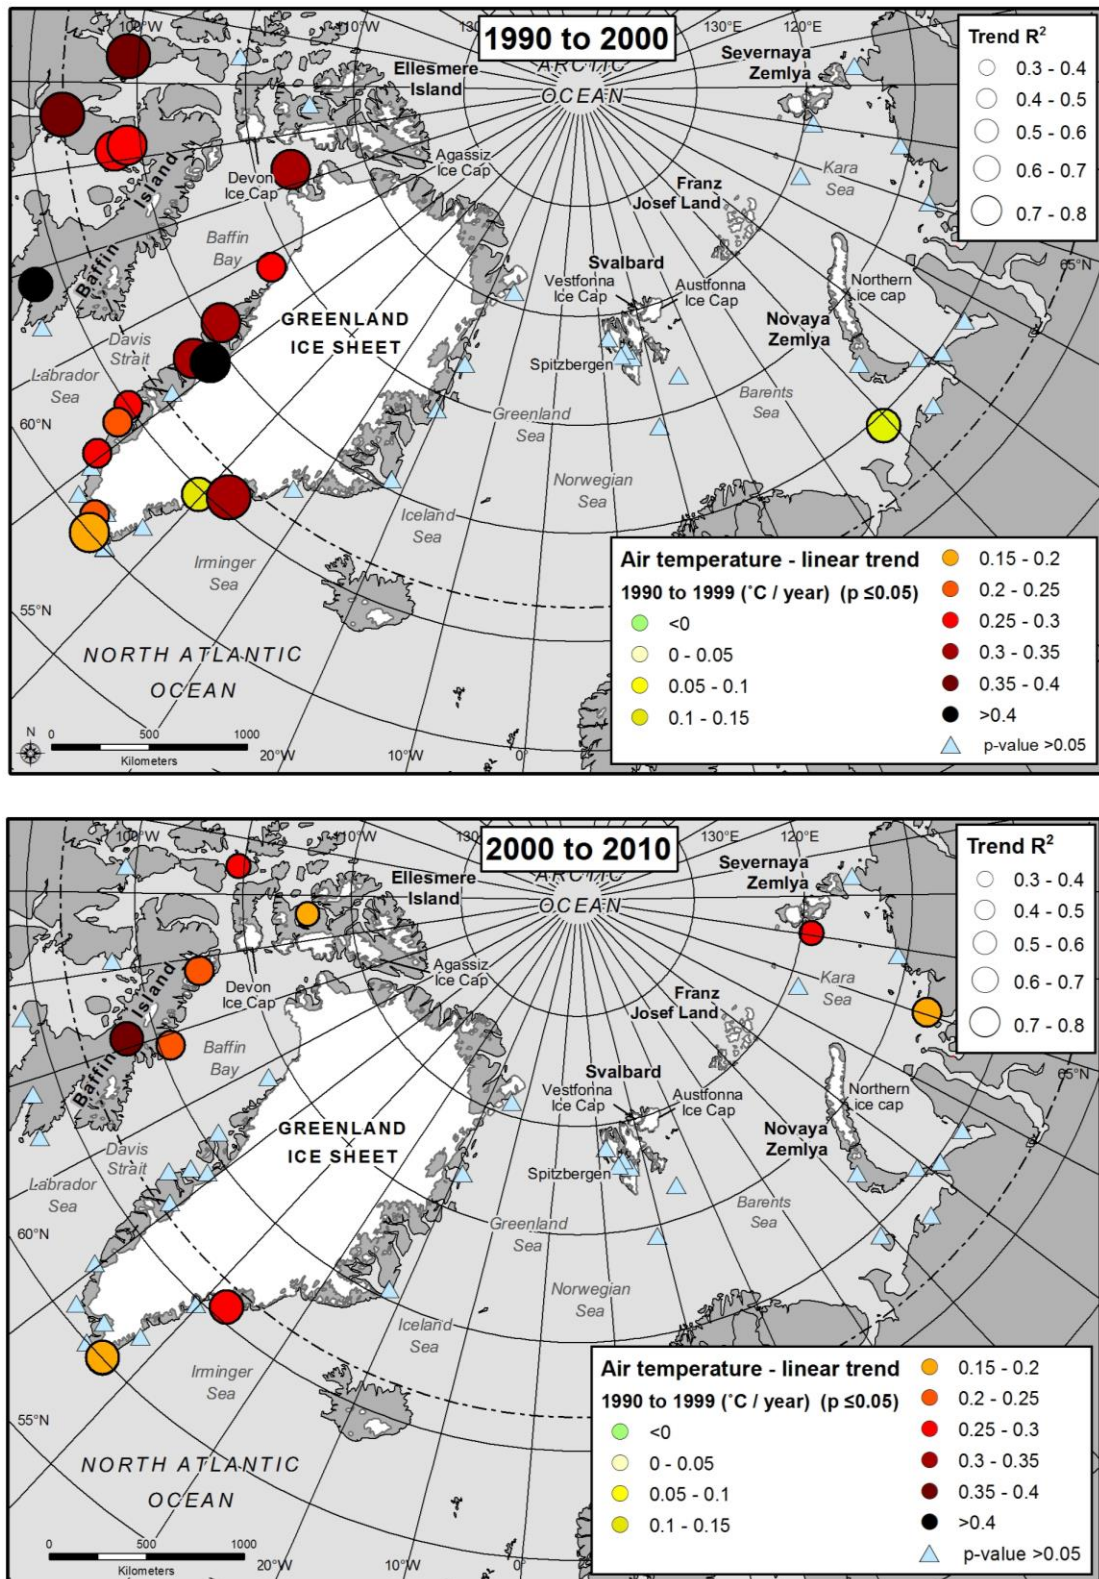 100°W
110°W
130°
1990 to 2000
130°E
120°E
Severnaya
Zemlya
Trend R²
0.3 - 0.4
0.4 - 0.5
0.5 - 0.6
0.6 - 0.7
0.7 - 0.8
Ellesmere
Island
ARCTIC
OCEAN
Agassiz
Ice Cap
Devon
Ice Cap
Baffin Island
Franz
Josef Land
Kara
Sea
65°N
Baffin
Bay
Svalbard
Vestfonna
Ice Cap
Austfonna
Ice Cap
Northern
ice cap
GREENLAND
ICE SHEET
Davis
Strait
Labrador
Sea
Novaya
Zemlya
Spitzbergen
Barents
Sea
Greenland
Sea
60°N
Norwegian
Sea
Iceland
Sea
Irminger
Sea
55°N
NORTH ATLANTIC
OCEAN
N
0 500 1000
Kilometers
20°W
10°W
0°
Air temperature - linear trend
1990 to 1999 (°C / year) (p ≤0.05)
<0
0 - 0.05
0.05 - 0.1
0.1 - 0.15
0.15 - 0.2
0.2 - 0.25
0.25 - 0.3
0.3 - 0.35
0.35 - 0.4
>0.4
p-value >0.05
100°W
110°W
130°
2000 to 2010
130°E
120°E
Severnaya
Zemlya
Trend R²
0.3 - 0.4
0.4 - 0.5
0.5 - 0.6
0.6 - 0.7
0.7 - 0.8
Ellesmere
Island
ARCTIC
OCEAN
Agassiz
Ice Cap
Devon
Ice Cap
Baffin Island
Franz
Josef Land
Kara
Sea
65°N
Baffin
Bay
Svalbard
Vestfonna
Ice Cap
Austfonna
Ice Cap
Northern
ice cap
GREENLAND
ICE SHEET
Davis
Strait
Labrador
Sea
Novaya
Zemlya
Spitzbergen
Barents
Sea
Greenland
Sea
60°N
Norwegian
Sea
Iceland
Sea
Irminger
Sea
55°N
NORTH ATLANTIC
OCEAN
0 500 1000
Kilometers
20°W
10°W
0°
Air temperature - linear trend
1990 to 1999 (°C / year) (p ≤0.05)
<0
0 - 0.05
0.05 - 0.1
0.1 - 0.15
0.15 - 0.2
0.2 - 0.25
0.25 - 0.3
0.3 - 0.35
0.35 - 0.4
>0.4
p-value >0.05